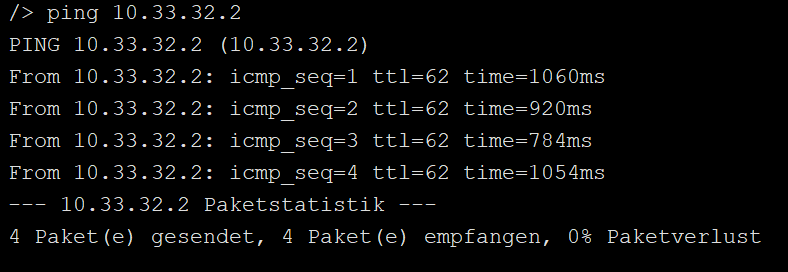 /> ping 10.33.32.2
PING 10.33.32.2 (10.33.32.2)
From 10.33.32.2: icmp_seq=1 ttl=62 time=1060ms
From 10.33.32.2: icmp_seq=2 ttl=62 time=920ms
From 10.33.32.2: icmp_seq=3 ttl=62 time=784ms
From 10.33.32.2: icmp_seq=4 ttl=62 time=1054ms
--- 10.33.32.2 Paketstatistik ---
4 Paket(e) gesendet, 4 Paket(e) empfangen, 0% Paketverlust